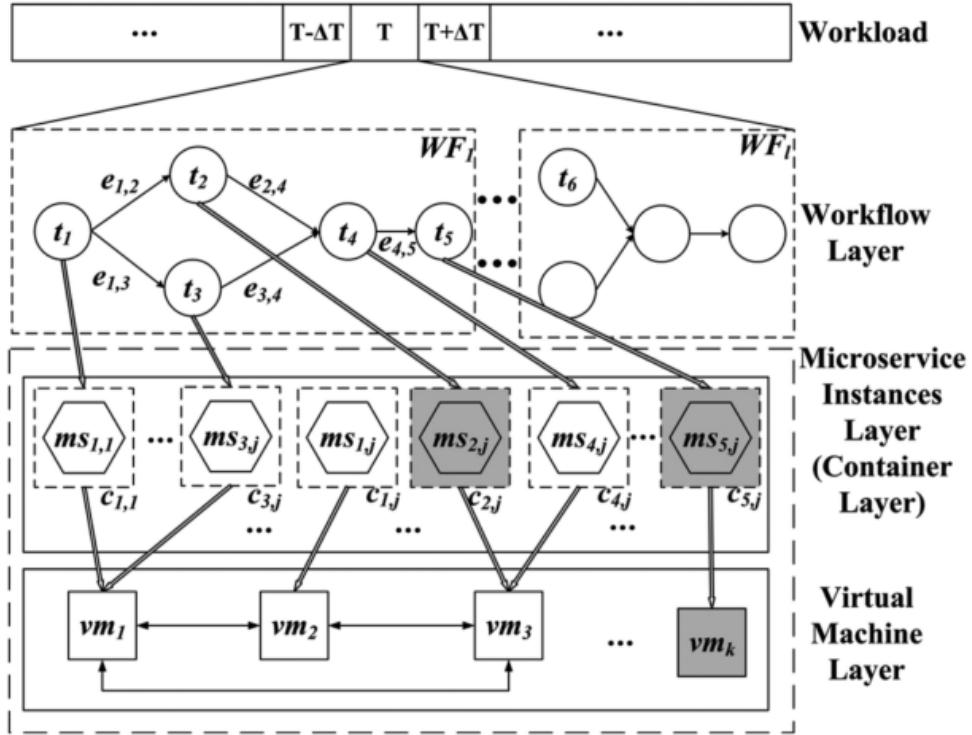 ... T-ΔT T T+ΔT ... Workload
WF1
WFl
t2
t6
e1,2
e2,4
t1
t4
e4,5
t5
...
...
Workflow
Layer
e1,3
t3
e3,4
Microservice
Instances
Layer
(Container
Layer)
ms1,1 ... ms3,j ms1,j ms2,j ms4,j ... ms5,j
c1,1 c3,j c1,j c2,j c4,j c5,j
... ... ...
vm1 vm2 vm3 ... vmk
Virtual
Machine
Layer